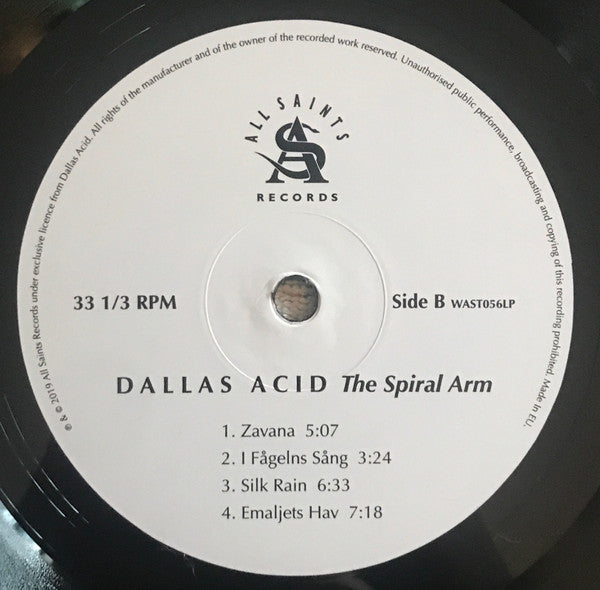 ℗ & © 2019 All Saints Records under exclusive licence from Dallas Acid. All rights of the manufacturer and of the owner of the recorded work reserved. Unauthorised public performance, broadcasting and copying of this recording prohibited. Made in EU.
ALL SAINTS
AS
RECORDS
33 1/3 RPM
Side B WAST056LP
DALLAS ACID The Spiral Arm
1. Zavana 5:07
2. I Fågelns Sång 3:24
3. Silk Rain 6:33
4. Emaljets Hav 7:18